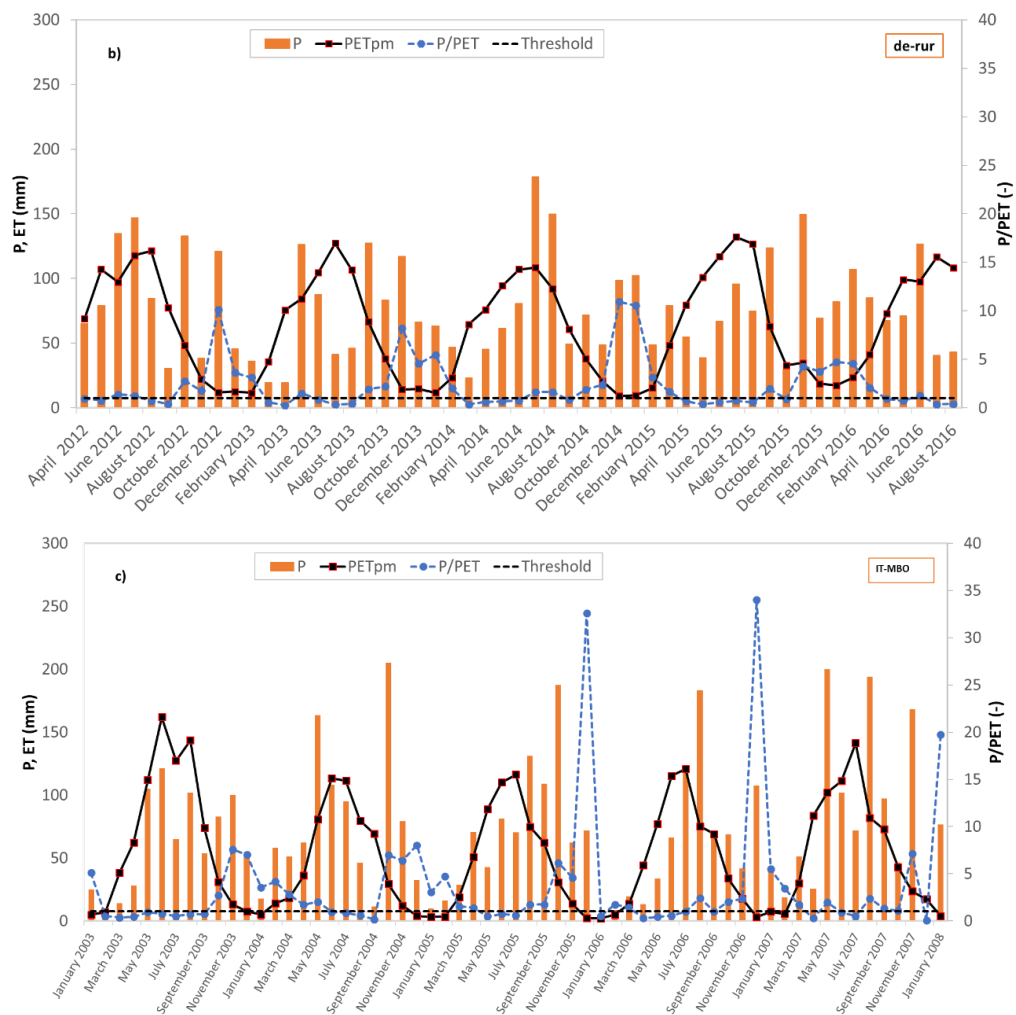 b)
P PETpm P/PET Threshold
de-rur
300
250
200
150
100
50
0
P, ET (mm)
40
35
30
25
20
15
10
5
0
P/PET (-)
April 2012
June 2012
August 2012
October 2012
December 2012
February 2013
April 2013
June 2013
August 2013
October 2013
December 2013
February 2014
April 2014
June 2014
August 2014
October 2014
December 2014
February 2015
April 2015
June 2015
August 2015
October 2015
December 2015
February 2016
April 2016
June 2016
August 2016
c)
P PETpm P/PET Threshold
IT-MBO
300
250
200
150
100
50
0
P, ET (mm)
40
35
30
25
20
15
10
5
0
P/PET (-)
January 2003
March 2003
May 2003
July 2003
September 2003
November 2003
January 2004
March 2004
May 2004
July 2004
September 2004
November 2004
January 2005
March 2005
May 2005
July 2005
September 2005
November 2005
January 2006
March 2006
May 2006
July 2006
September 2006
November 2006
January 2007
March 2007
May 2007
July 2007
September 2007
November 2007
January 2008